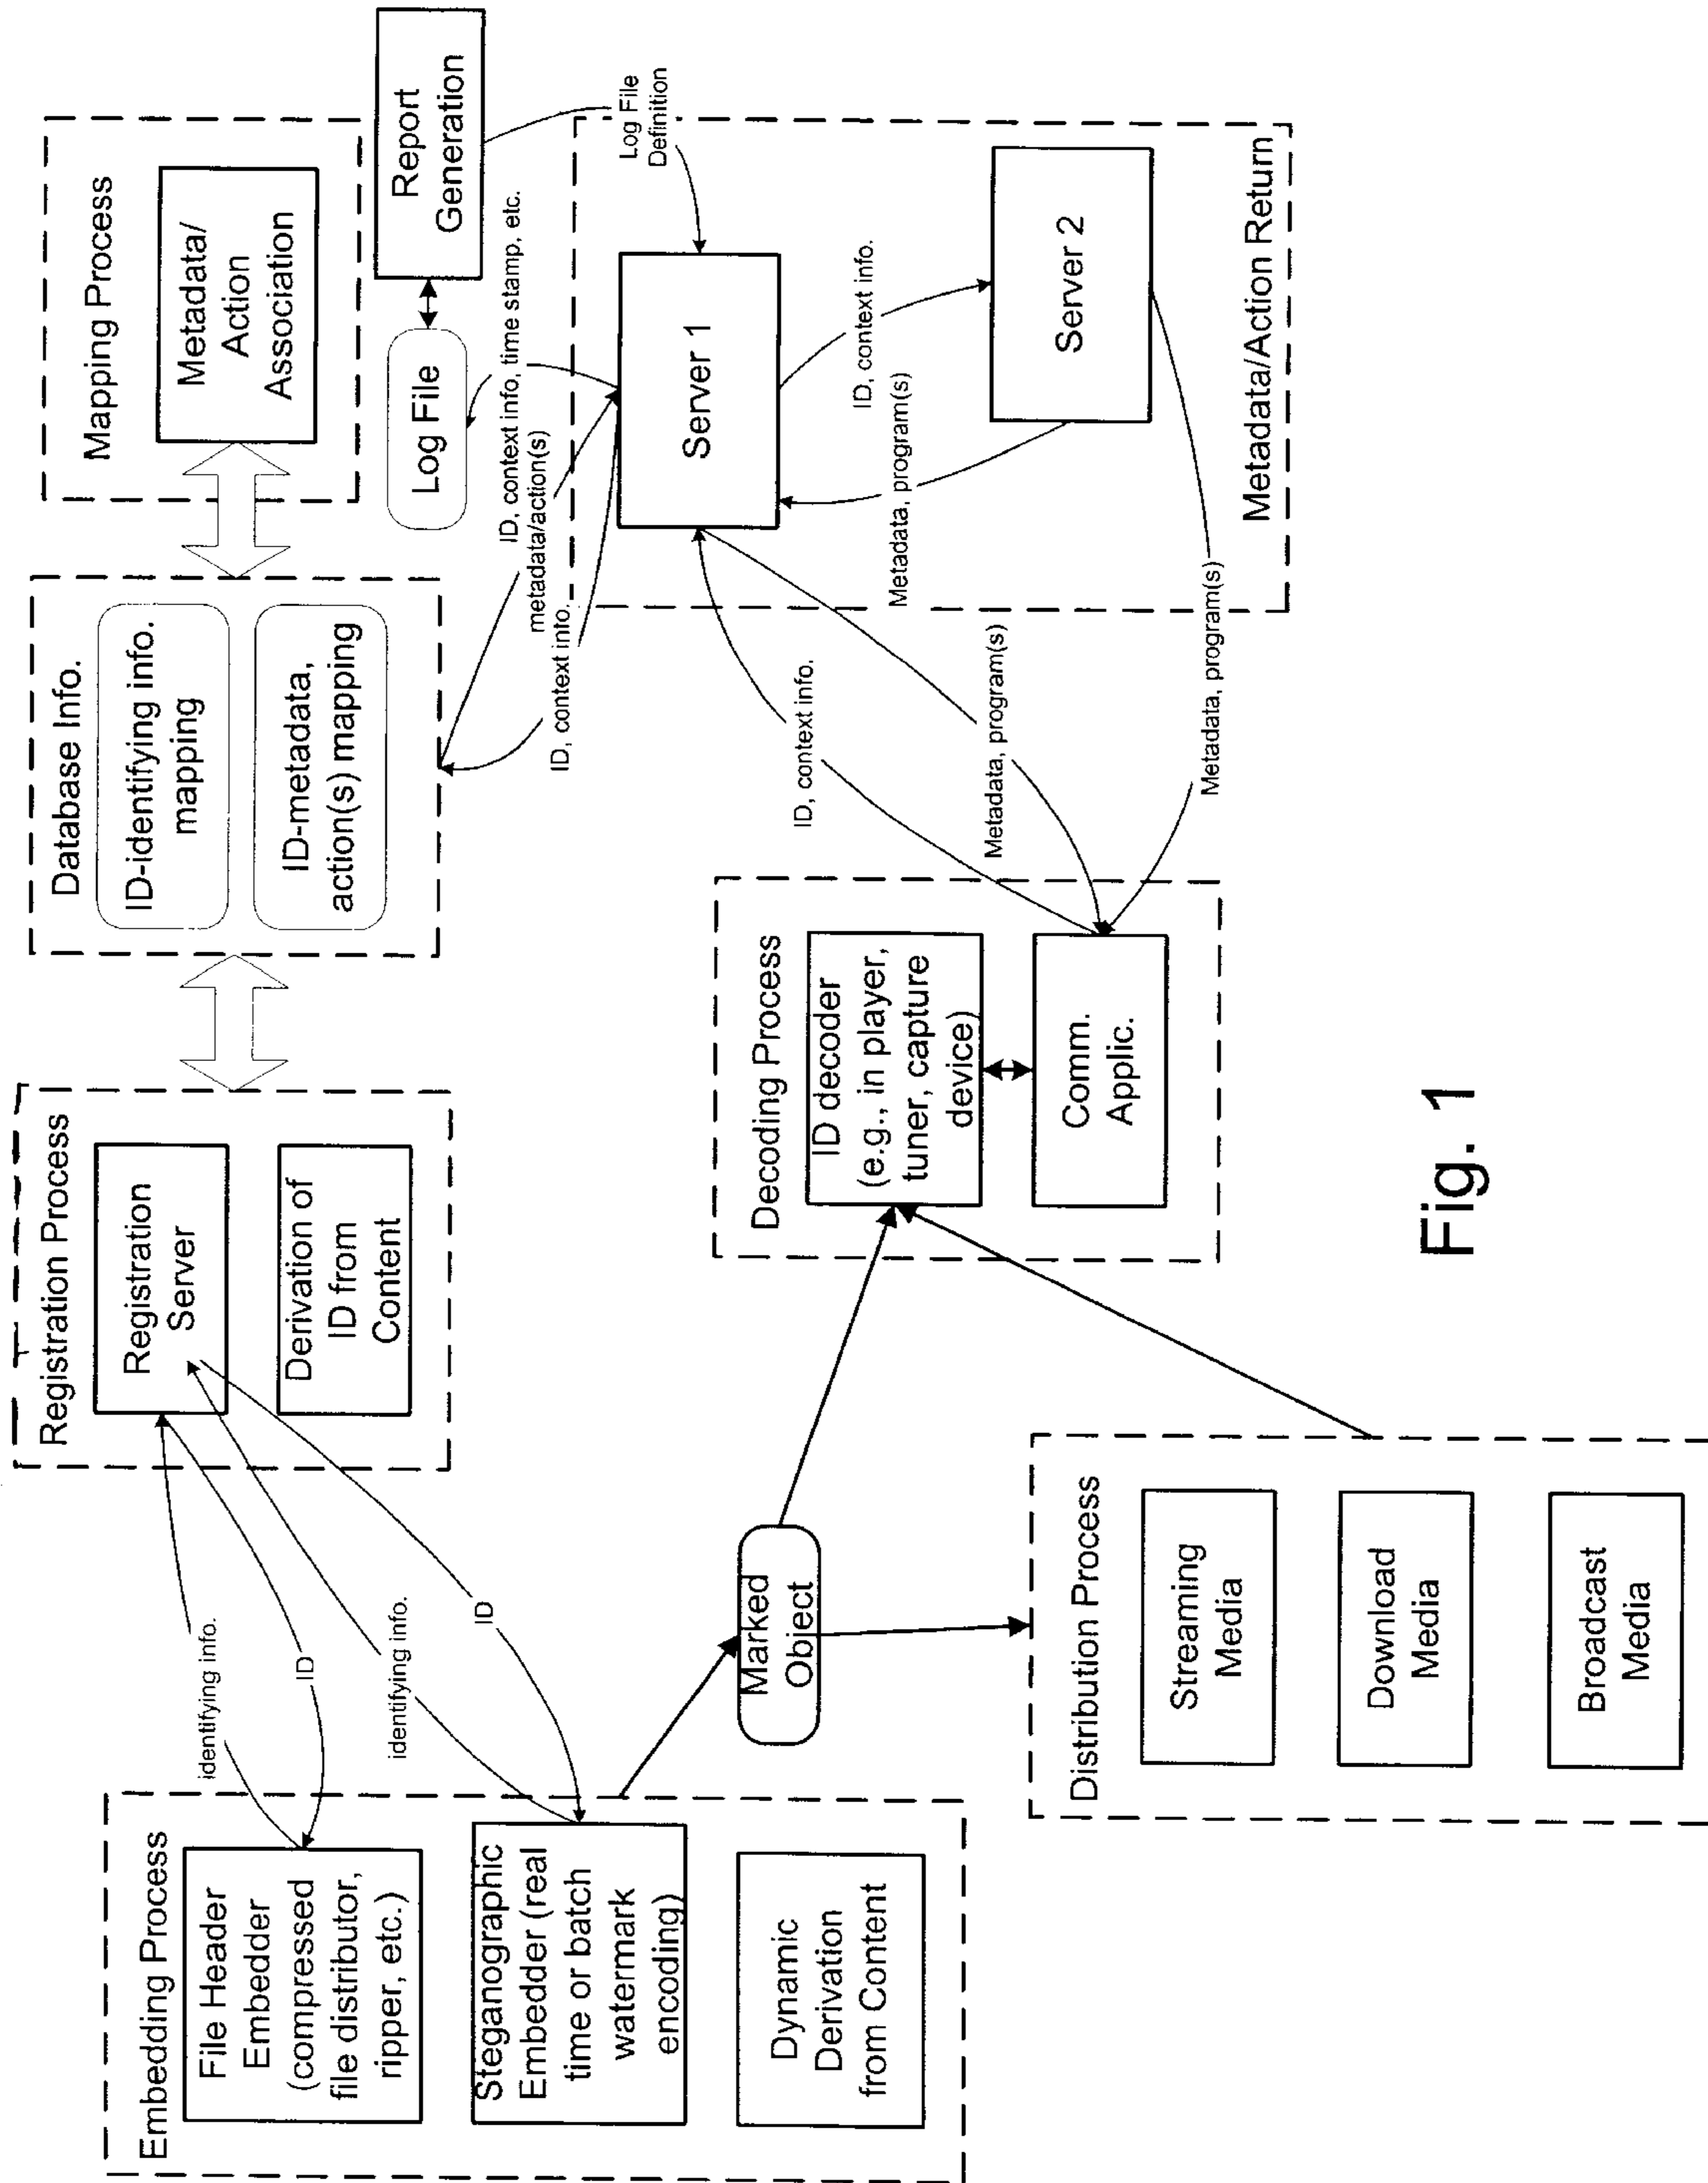 Embedding Process
File Header
Embedder
(compressed
file distributor,
ripper, etc.)
Steganographic
Embedder (real
time or batch
watermark
encoding)
Dynamic
Derivation
from Content
identifying info.
ID
identifying info.
ID
Registration Process
Registration
Server
Derivation of
ID from
Content
Database Info.
ID-identifying info.
mapping
ID-metadata,
action(s) mapping
Mapping Process
Metadata/
Action
Association
Report
Generation
Log File
Log File
Definition
ID, context info, time stamp, etc.
metadata/action(s)
ID, context info.
Server 1
ID, context info.
Metadata, program(s)
Server 2
Metadata/Action Return
ID, context info.
Metadata, program(s)
Metadata, program(s)
Decoding Process
ID decoder
(e.g., in player,
tuner, capture
device)
Comm.
Applic.
Marked
Object
Distribution Process
Streaming
Media
Download
Media
Broadcast
Media
Fig. 1